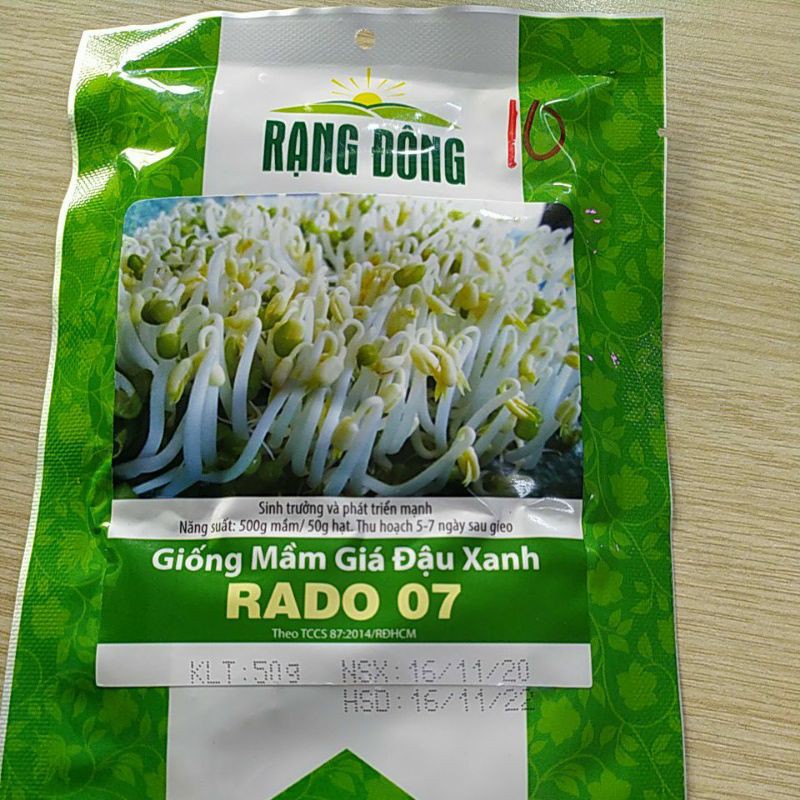 RẠNG ĐÔNG
10
Sinh trưởng và phát triển mạnh
Năng suất: 500g mầm/ 50g hạt. Thu hoạch 5-7 ngày sau gieo
Giống Mầm Giá Đậu Xanh
RADO 07
Theo TCCS 87:2014/RĐHCM
KLT:50g NSX:16/11/20
HSD:16/11/22